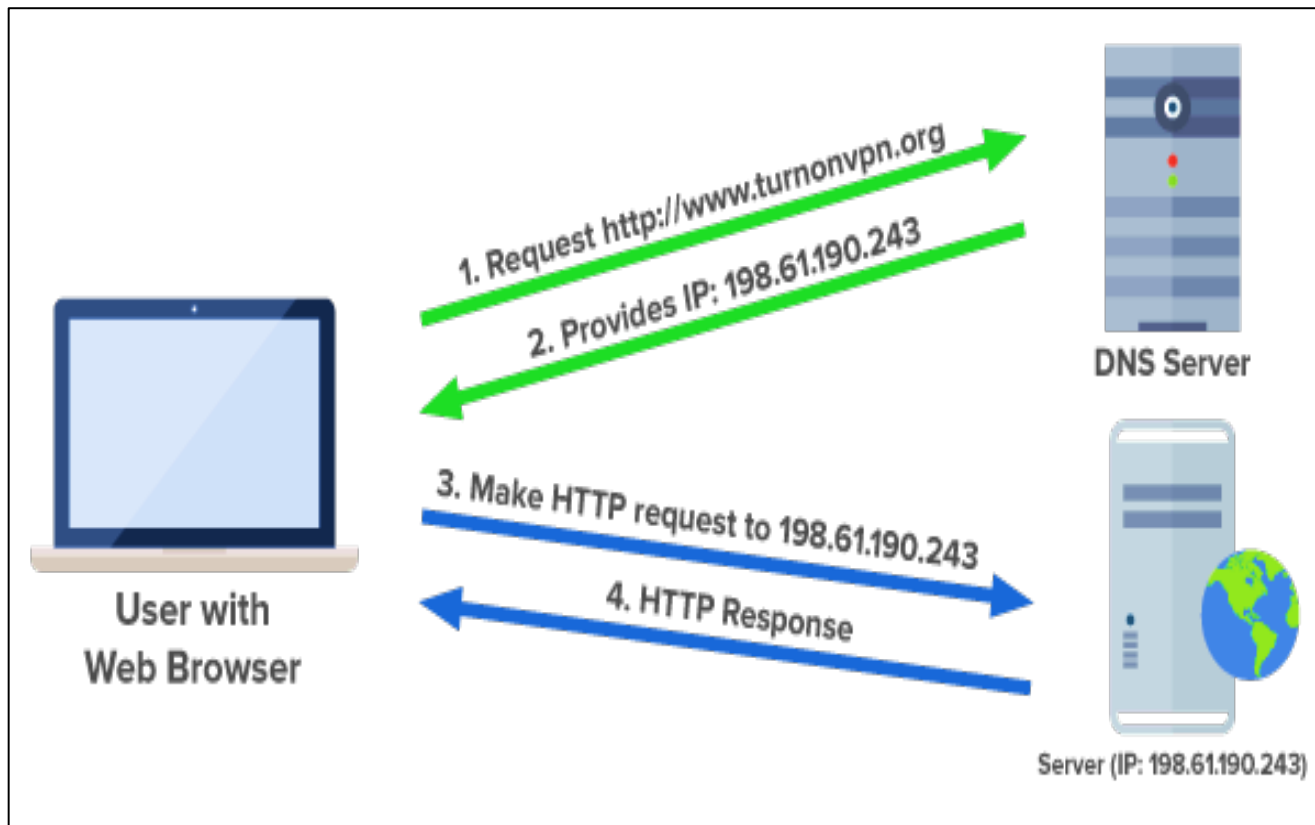 1. Request http://www.turnonvpn.org
2. Provides IP: 198.61.190.243
DNS Server
3. Make HTTP request to 198.61.190.243
4. HTTP Response
User with
Web Browser
Server (IP: 198.61.190.243)